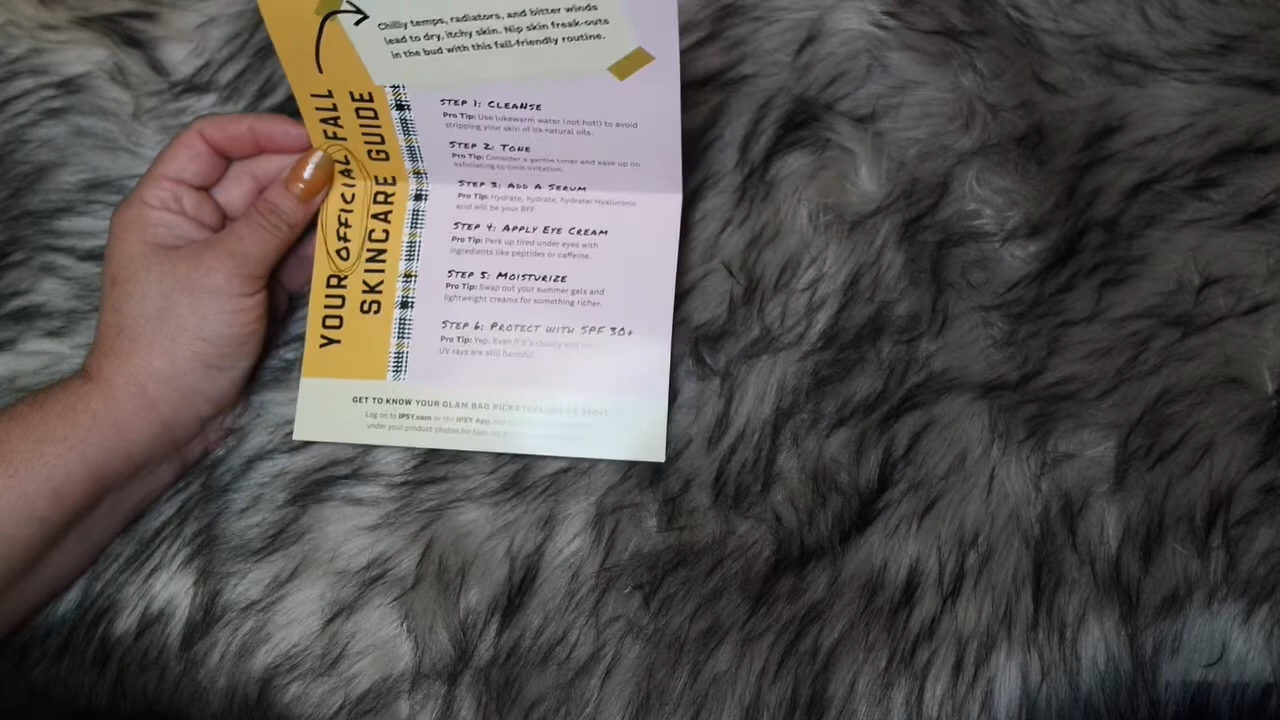 Chilly temps, radiators, and bitter winds
lead to dry, itchy skin. Nip skin freak-outs
in the bud with this fall-friendly routine.
YOUR OFFICIAL FALL
SKINCARE GUIDE
STEP 1: CLEANSE
Pro Tip: Use lukewarm water (not hot!) to avoid
stripping your skin of its natural oils.
STEP 2: TONE
Pro Tip: Consider a gentle toner and ease up on
exfoliating to limit irritation.
STEP 3: ADD A SERUM
Pro Tip: Hydrate, hydrate, hydrate! Hyaluronic
acid will be your BFF.
STEP 4: APPLY EYE CREAM
Pro Tip: Perk up tired under eyes with
ingredients like peptides or caffeine.
STEP 5: MOISTURIZE
Pro Tip: Swap out your summer gels and
lightweight creams for something richer.
STEP 6: PROTECT WITH SPF 30+
Pro Tip: Yep. Even if it's cloudy and
UV rays are still harmful.
GET TO KNOW YOUR GLAM BAG PICKS
Log on to IPSY.com or the IPSY App
under your product photos for tips,